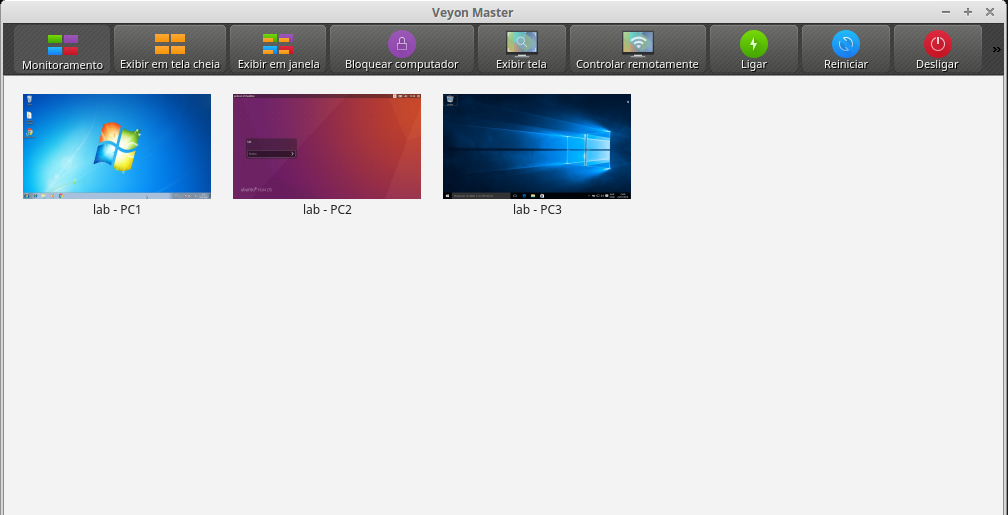 Veyon Master
Monitoramento
Exibir em tela cheia
Exibir em janela
Bloquear computador
Exibir tela
Controlar remotamente
Ligar
Reiniciar
Desligar
»
lab - PC1
lab - PC2
lab - PC3